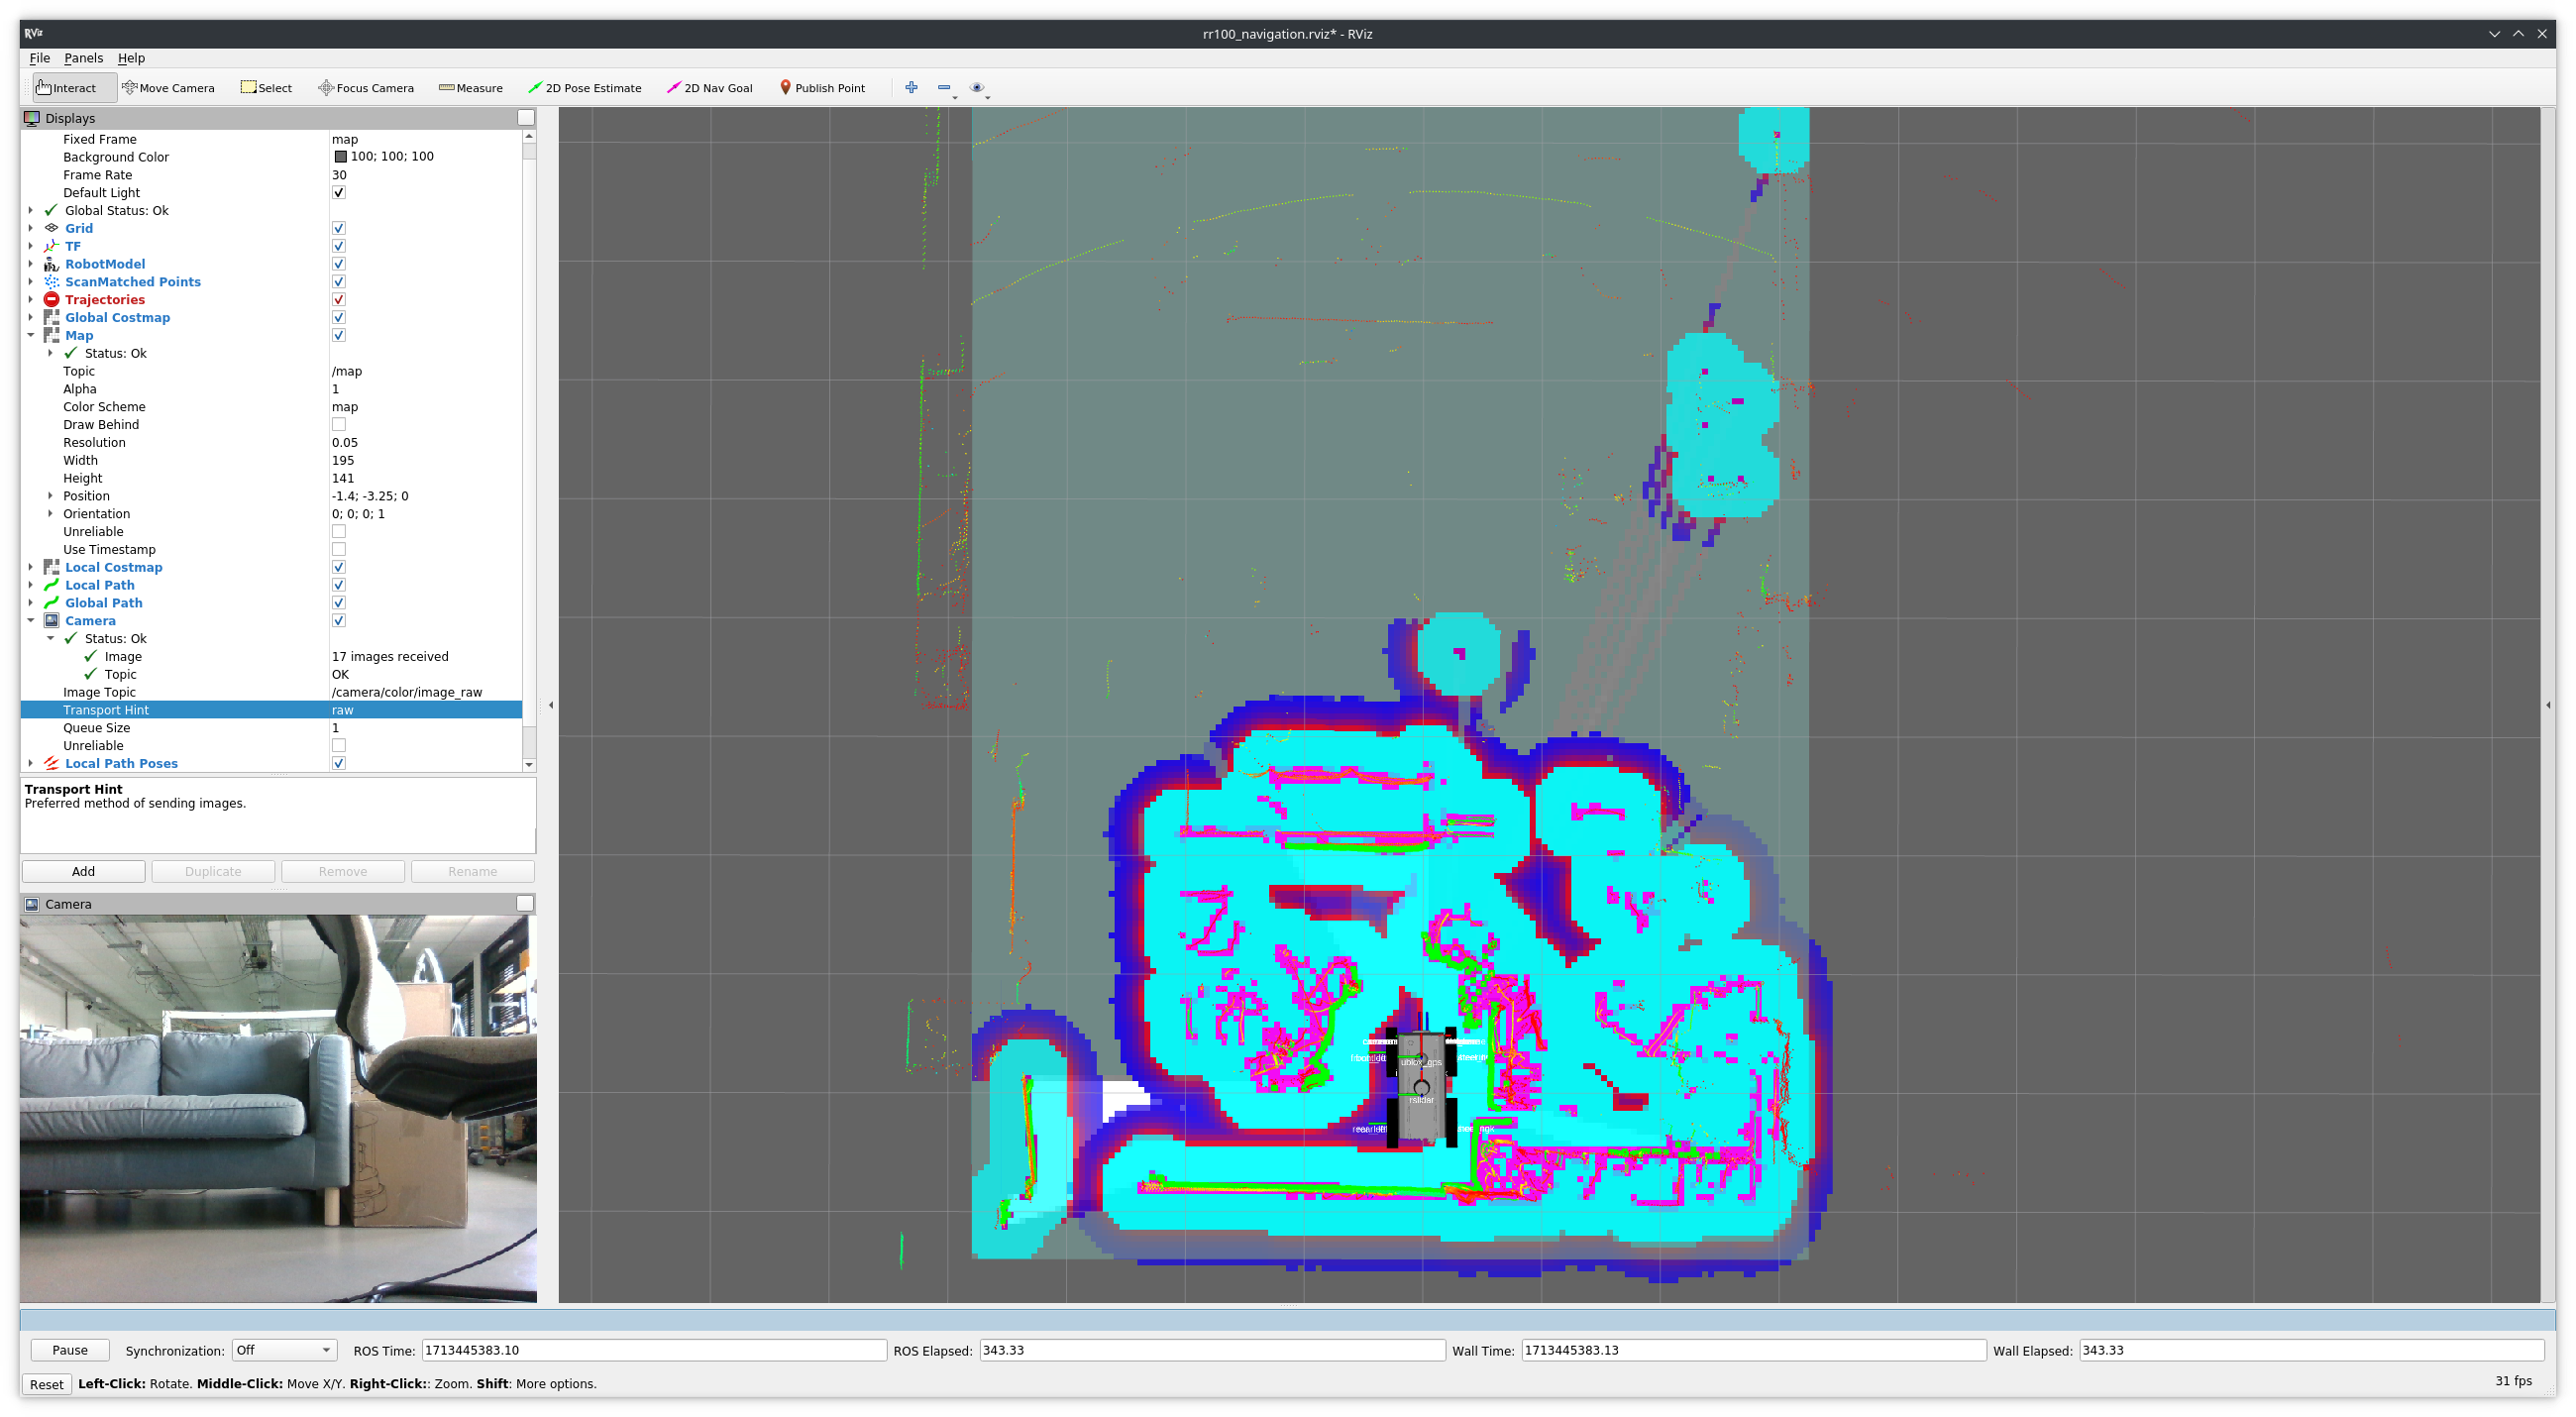 RViz
rr100_navigation.rviz* - RViz
File Panels Help
Interact Move Camera Select Focus Camera Measure 2D Pose Estimate 2D Nav Goal Publish Point
Displays
Fixed Frame map
Background Color 100; 100; 100
Frame Rate 30
Default Light
Global Status: Ok
Grid
TF
RobotModel
ScanMatched Points
Trajectories
Global Costmap
Map
Status: Ok
Topic /map
Alpha 1
Color Scheme map
Draw Behind
Resolution 0.05
Width 195
Height 141
Position -1.4; -3.25; 0
Orientation 0; 0; 0; 1
Unreliable
Use Timestamp
Local Costmap
Local Path
Global Path
Camera
Status: Ok
Image 17 images received
Topic OK
Image Topic /camera/color/image_raw
Transport Hint raw
Queue Size 1
Unreliable
Local Path Poses
Transport Hint
Preferred method of sending images.
Add Duplicate Remove Rename
Camera
ublox_gps
rslidar
Pause Synchronization: Off ROS Time: 1713445383.10 ROS Elapsed: 343.33 Wall Time: 1713445383.13 Wall Elapsed: 343.33
Reset Left-Click: Rotate. Middle-Click: Move X/Y. Right-Click:: Zoom. Shift: More options. 31 fps